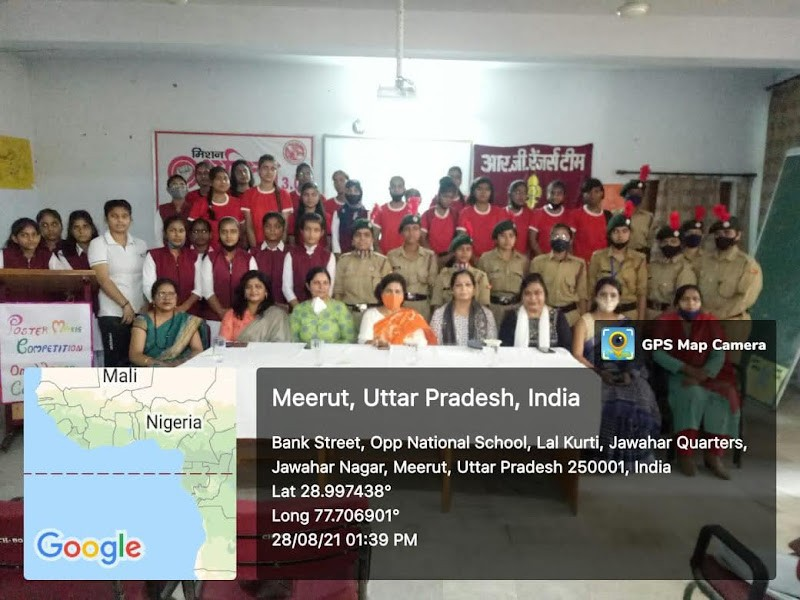 मिशन
3.0
आर.जी. रेंजर्स टीम
POSTER MAKING
COMPETITION
GPS Map Camera
Mali
Nigeria
Google
Meerut, Uttar Pradesh, India
Bank Street, Opp National School, Lal Kurti, Jawahar Quarters,
Jawahar Nagar, Meerut, Uttar Pradesh 250001, India
Lat 28.997438°
Long 77.706901°
28/08/21 01:39 PM